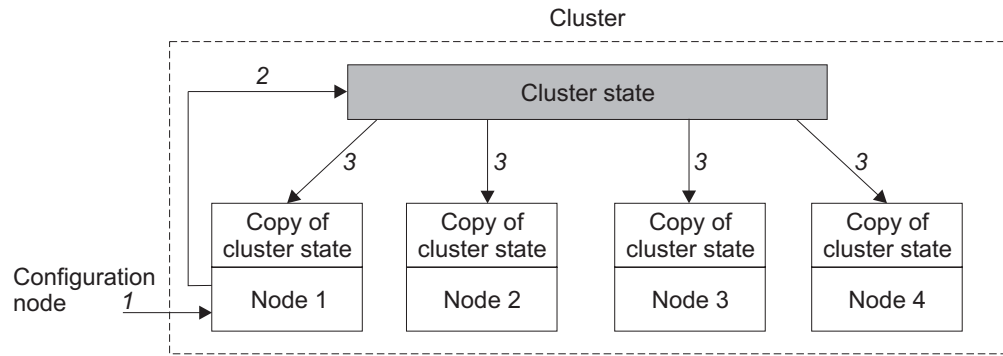 Cluster
2
Cluster state
3
3
3
3
Copy of
cluster state
Copy of
cluster state
Copy of
cluster state
Copy of
cluster state
Configuration
node
1
Node 1
Node 2
Node 3
Node 4